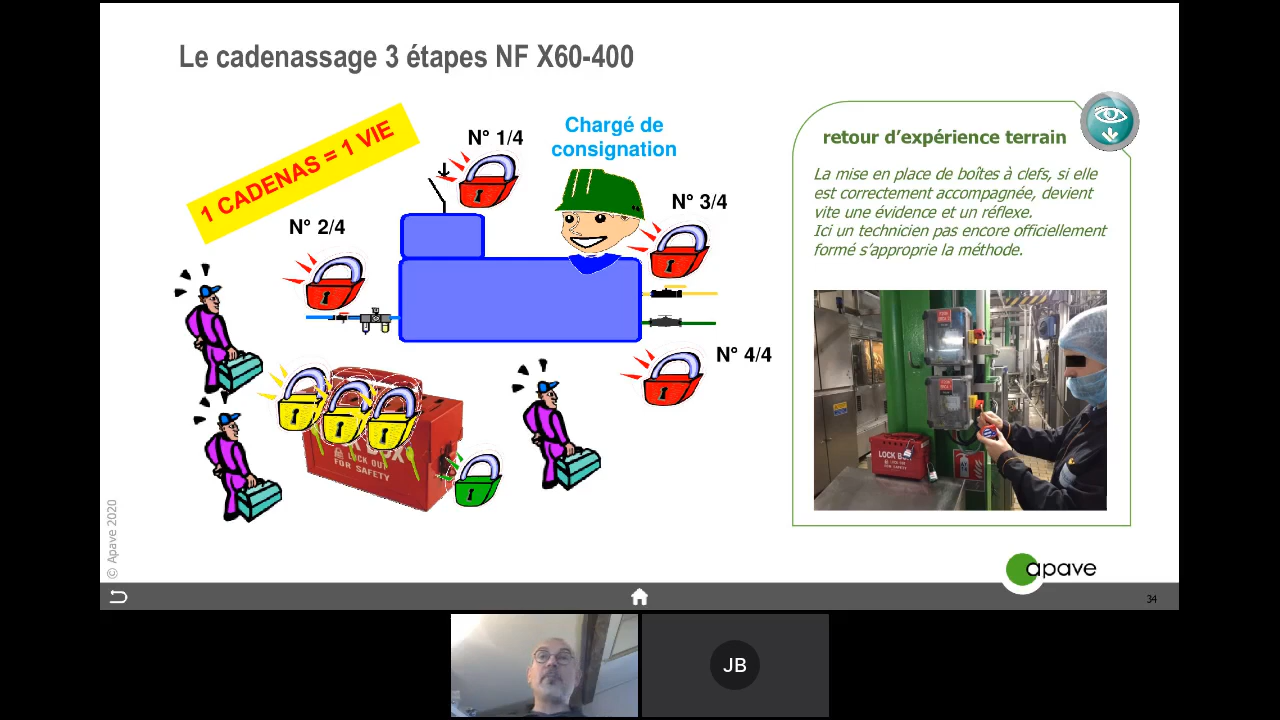 Le cadenassage 3 étapes NF X60-400
1 CADENAS = 1 VIE
N° 1/4
Chargé de
consignation
N° 2/4
N° 3/4
N° 4/4
LOCK OUT
FOR SAFETY
retour d’expérience terrain
La mise en place de boîtes à clefs, si elle
est correctement accompagnée, devient
vite une évidence et un réflexe.
Ici un technicien pas encore officiellement
formé s’approprie la méthode.
LOCK BOX
© Apave 2020
apave
34
JB